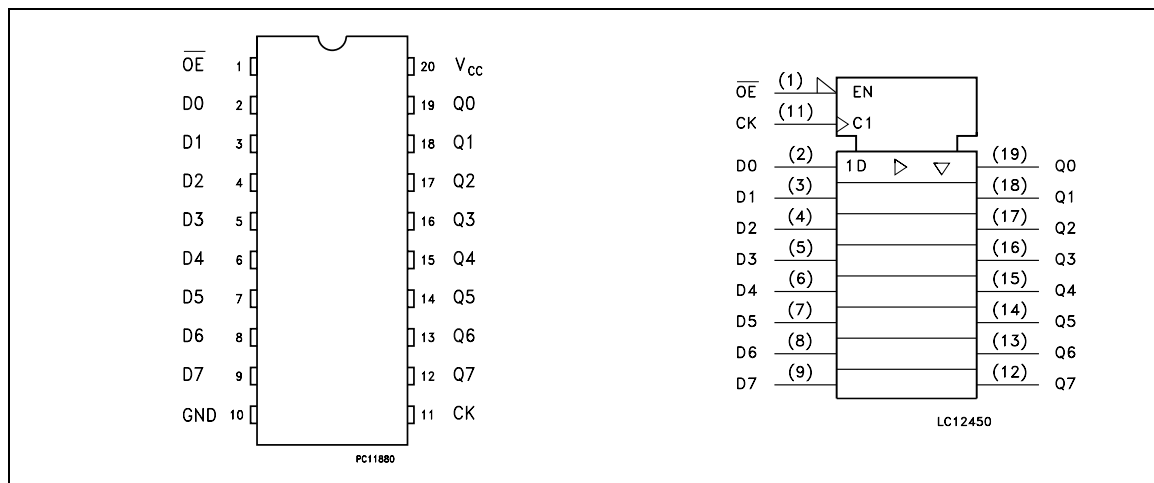 OE 1 20 VCC
D0 2 19 Q0
D1 3 18 Q1
D2 4 17 Q2
D3 5 16 Q3
D4 6 15 Q4
D5 7 14 Q5
D6 8 13 Q6
D7 9 12 Q7
GND 10 11 CK
PC11880
OE (1) EN
CK (11) C1
D0 (2) 1D (19) Q0
D1 (3) (18) Q1
D2 (4) (17) Q2
D3 (5) (16) Q3
D4 (6) (15) Q4
D5 (7) (14) Q5
D6 (8) (13) Q6
D7 (9) (12) Q7
LC12450